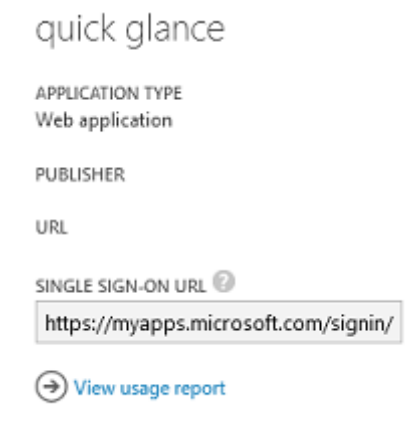 quick glance
APPLICATION TYPE
Web application
PUBLISHER
URL
SINGLE SIGN-ON URL ?
https://myapps.microsoft.com/signin/
View usage report